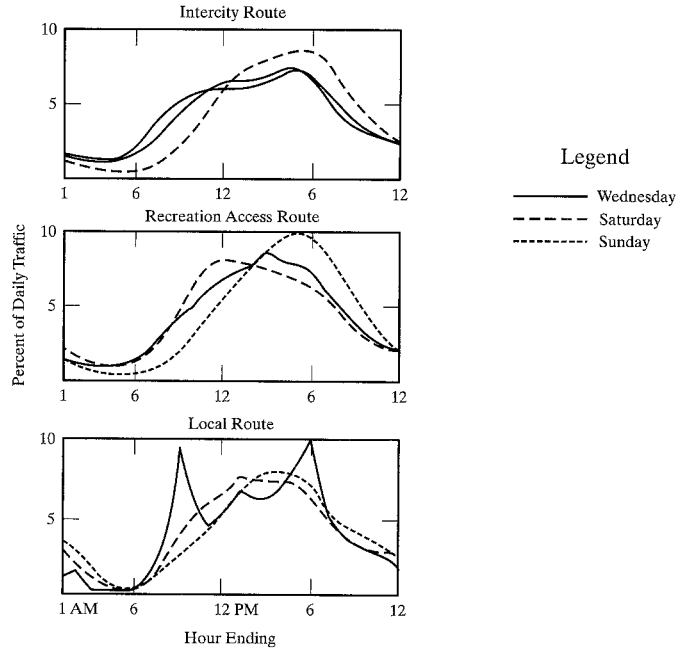 Intercity Route
10
5
1 6 12 6 12
Recreation Access Route
10
5
1 6 12 6 12
Local Route
10
5
1 AM 6 12 PM 6 12
Hour Ending
Percent of Daily Traffic
Legend
Wednesday
Saturday
Sunday